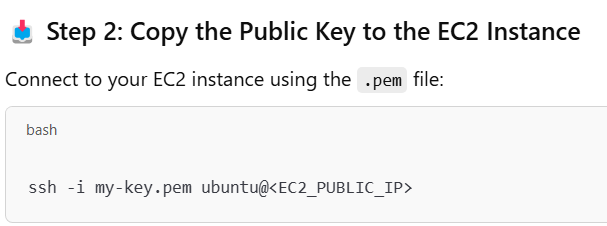 Step 2: Copy the Public Key to the EC2 Instance
Connect to your EC2 instance using the .pem file:
bash
ssh -i my-key.pem ubuntu@<EC2_PUBLIC_IP>